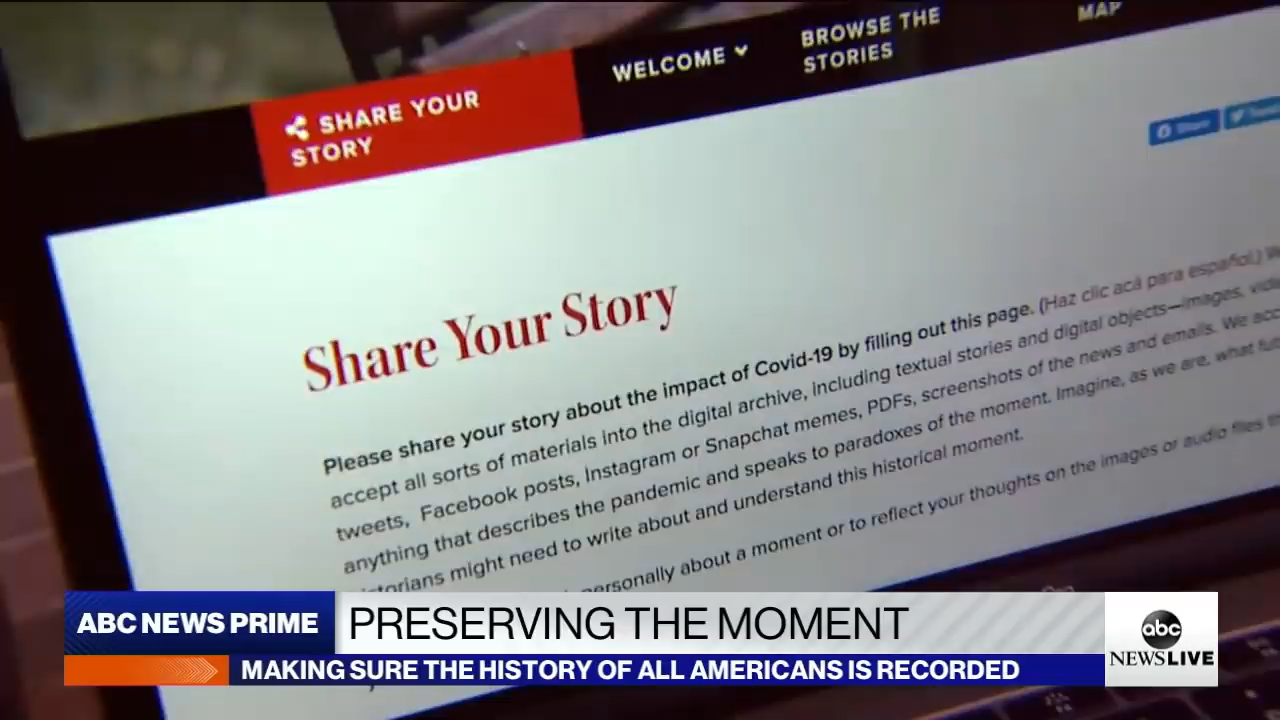 SHARE YOUR
STORY
WELCOME
BROWSE THE
STORIES
MAP
Share
Share Your Story
Please share your story about the impact of Covid-19 by filling out this page. (Haz clic acá para español.)
accept all sorts of materials into the digital archive, including textual stories and digital objects—images,
tweets, Facebook posts, Instagram or Snapchat memes, PDFs, screenshots of the news and emails. We
anything that describes the pandemic and speaks to paradoxes of the moment. Imagine, as we are, what
might need to write about and understand this historical moment.
about a moment or to reflect your thoughts on the images or audio files
ABC NEWS PRIME
PRESERVING THE MOMENT
MAKING SURE THE HISTORY OF ALL AMERICANS IS RECORDED
abc
NEWSLIVE